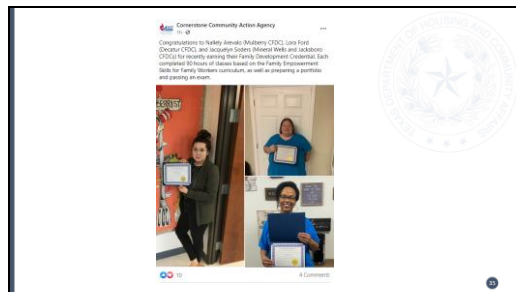 Cornerstone Community Action Agency
1h
Congratulations to Nallely Arevalo (Mulberry CFDC), Lora Ford
(Decatur CFDC), and Jacquelyn Soders (Mineral Wells and Jacksboro
CFDCs) for recently earning their Family Development Credential. Each
completed 90 hours of classes based on the Family Empowerment
Skills for Family Workers curriculum, as well as preparing a portfolio
and passing an exam.
10
4 Comments
35